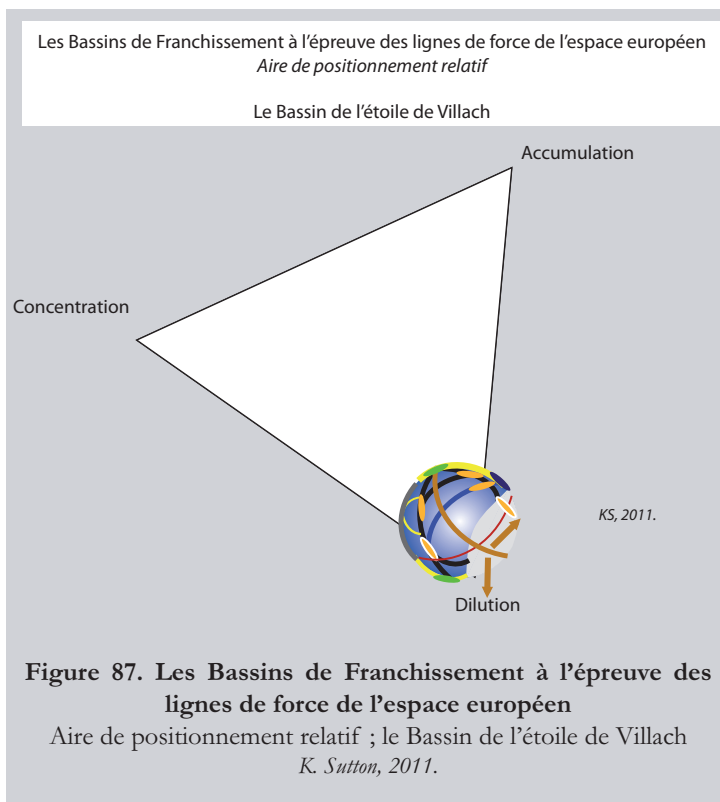 Les Bassins de Franchissement à l'épreuve des lignes de force de l'espace européen
Aire de positionnement relatif
Le Bassin de l'étoile de Villach
Accumulation
Concentration
KS, 2011.
Dilution
Figure 87. Les Bassins de Franchissement à l'épreuve des
lignes de force de l'espace européen
Aire de positionnement relatif ; le Bassin de l'étoile de Villach
K. Sutton, 2011.